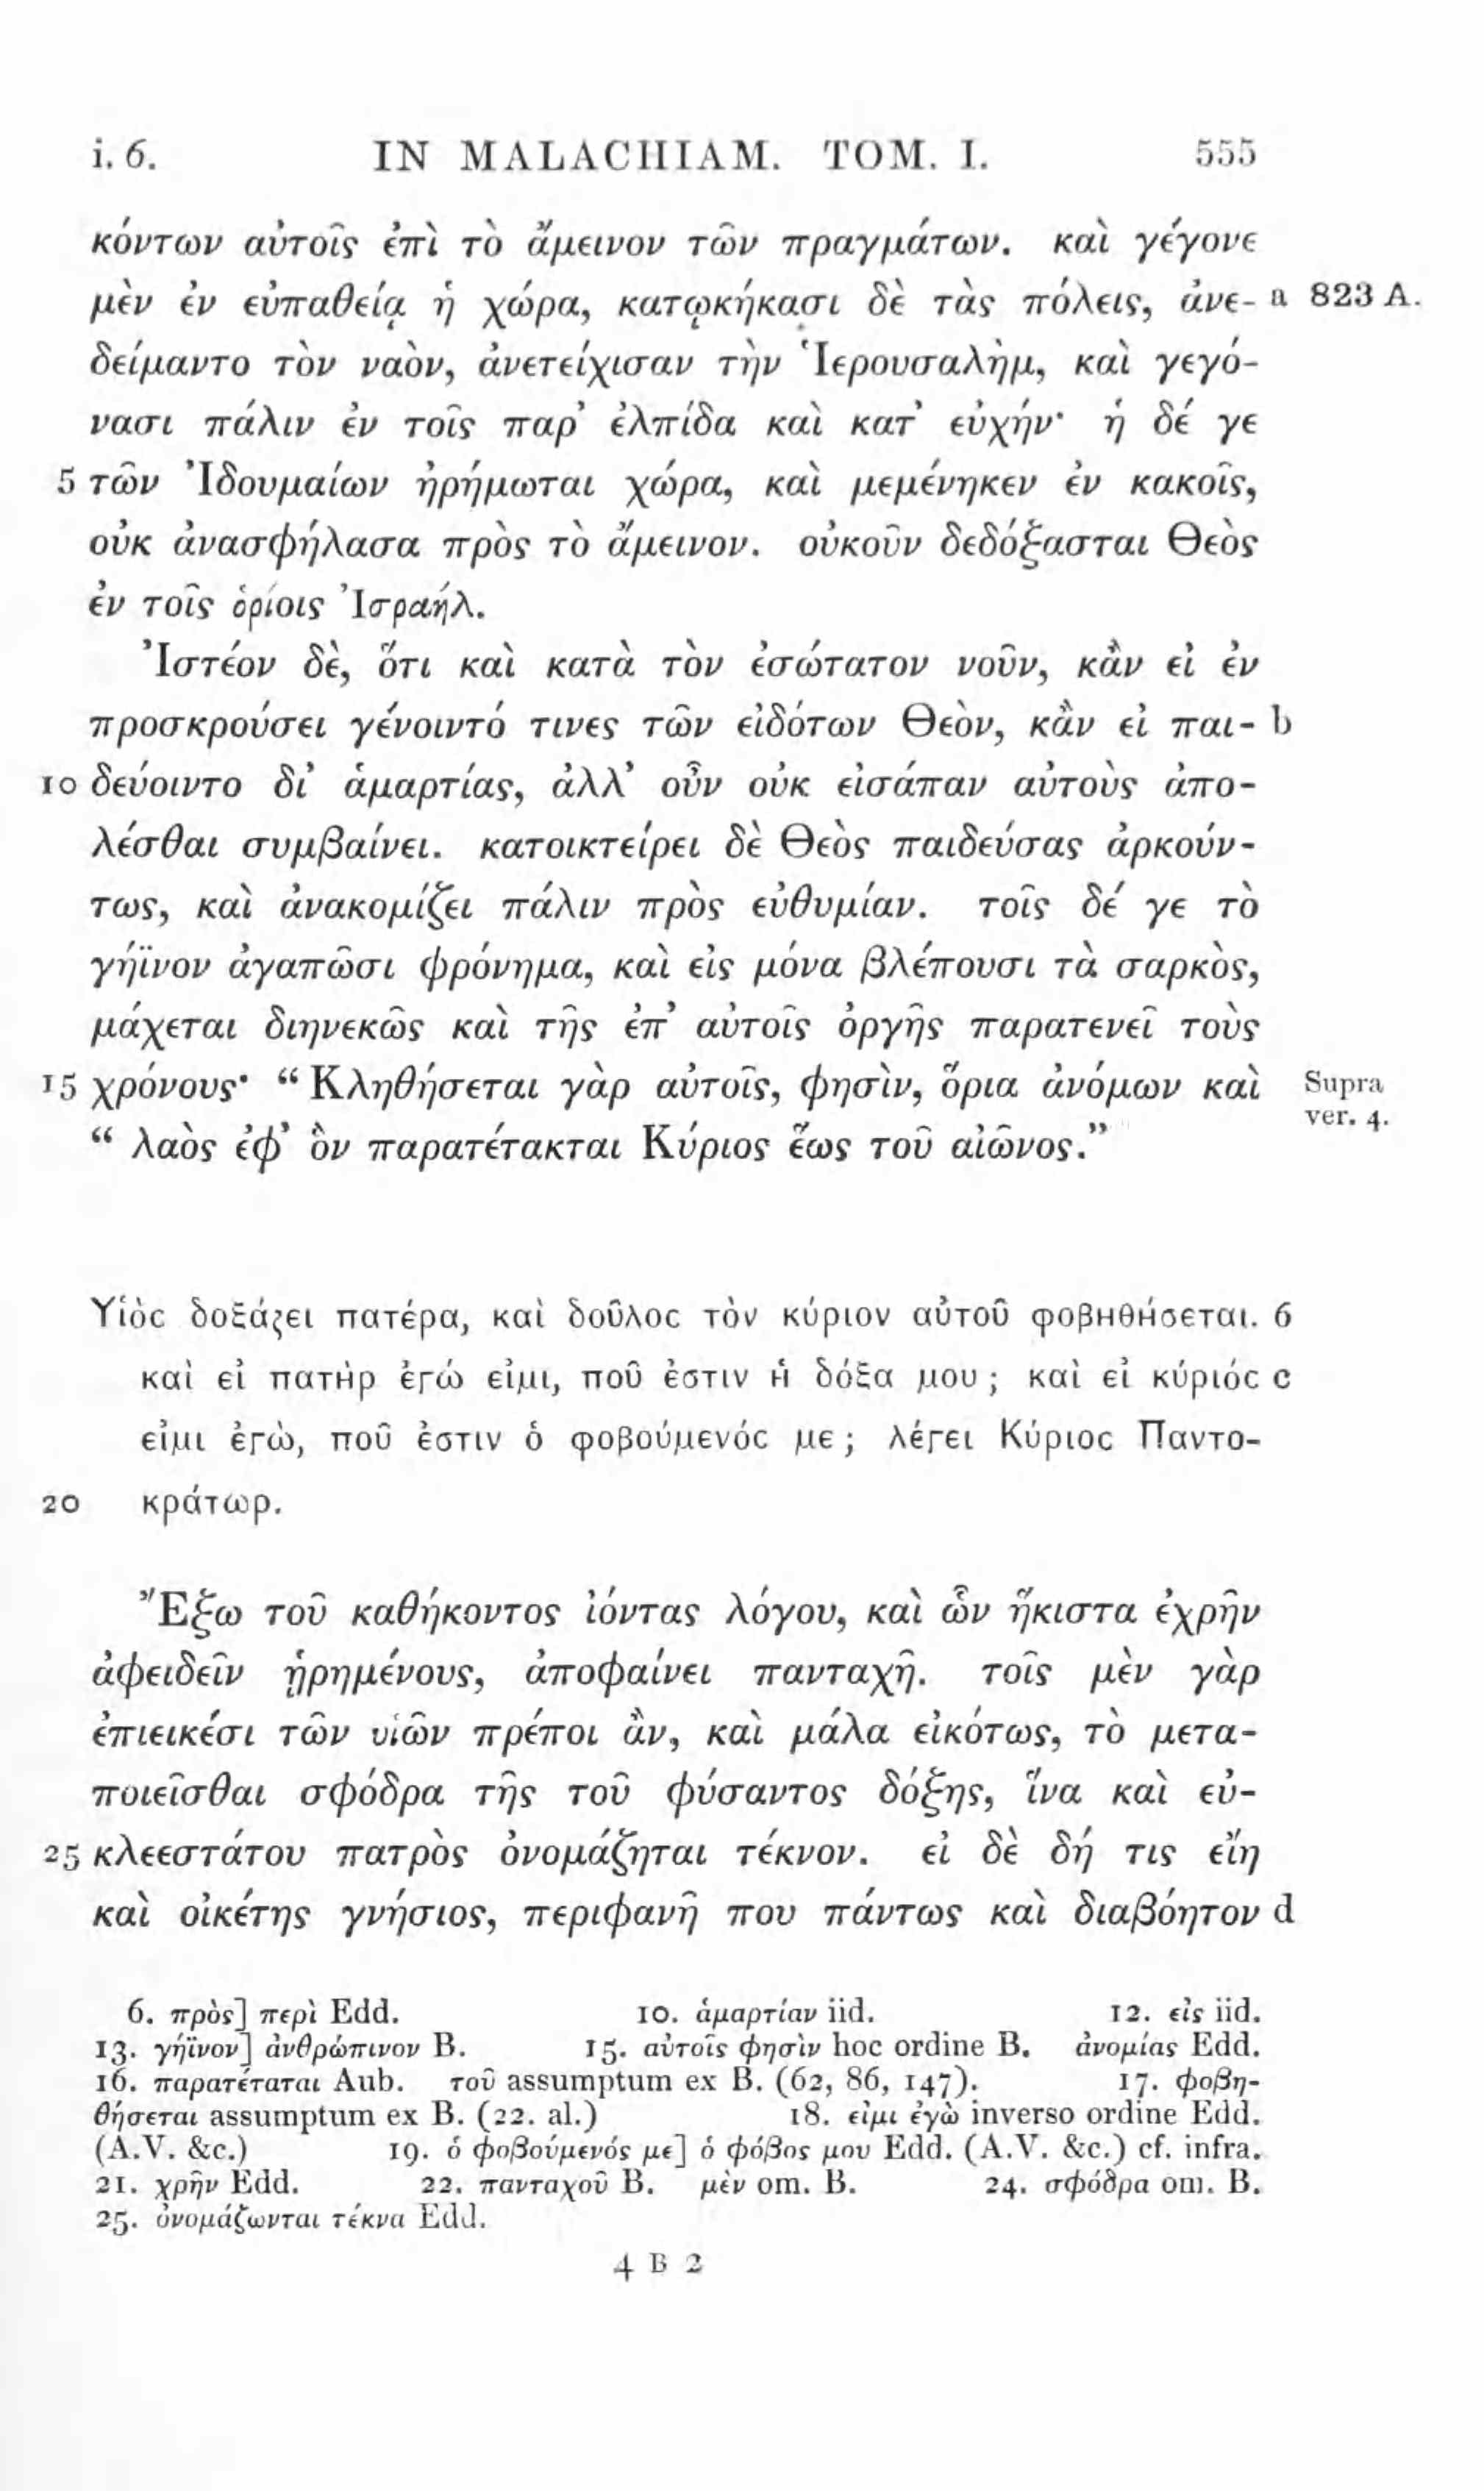 i. 6. IN MALACHIAM. TOM. I. 555
κόντων αὐτοῖς ἐπὶ τὸ ἄμεινον τῶν πραγμάτων. καὶ γέγονε
μὲν ἐν εὐπαθείᾳ ἡ χώρα, κατῳκήκασι δὲ τὰς πόλεις, ἀνε- a 823 A.
δείμαντο τὸν ναὸν, ἀνετείχισαν τὴν Ἱερουσαλὴμ, καὶ γεγό-
νασι πάλιν ἐν τοῖς παρ’ ἐλπίδα καὶ κατ’ εὐχήν· ἡ δέ γε
5 τῶν Ἰδουμαίων ἠρήμωται χώρα, καὶ μεμένηκεν ἐν κακοῖς,
οὐκ ἀνασφήλασα πρὸς τὸ ἄμεινον. οὐκοῦν δεδόξασται Θεὸς
ἐν τοῖς ὁρίοις Ἰσραήλ.
Ἰστέον δὲ, ὅτι καὶ κατὰ τὸν ἐσώτατον νοῦν, κἂν εἰ ἐν
προσκρούσει γένοιντό τινες τῶν εἰδότων Θεὸν, κἂν εἰ παι- b
10 δεύοιντο δι’ ἁμαρτίας, ἀλλ’ οὖν οὐκ εἰσάπαν αὐτοὺς ἀπο-
λέσθαι συμβαίνει. κατοικτείρει δὲ Θεὸς παιδεύσας ἀρκούν-
τως, καὶ ἀνακομίζει πάλιν πρὸς εὐθυμίαν. τοῖς δέ γε τὸ
γήϊνον ἀγαπῶσι φρόνημα, καὶ εἰς μόνα βλέπουσι τὰ σαρκὸς,
μάχεται διηνεκῶς καὶ τῆς ἐπ’ αὐτοῖς ὀργῆς παρατενεῖ τοὺς
15 χρόνους· “ Κληθήσεται γὰρ αὐτοῖς, φησὶν, ὅρια ἀνόμων καὶ Supra
“ λαὸς ἐφ’ ὃν παρατέτακται Κύριος ἕως τοῦ αἰῶνος.” ver. 4.
Υἱὸς δοξάζει πατέρα, καὶ δοῦλος τὸν κύριον αὐτοῦ φοβηθήσεται. 6
καὶ εἰ πατὴρ ἐγώ εἰμι, ποῦ ἐστιν ἡ δόξα μου ; καὶ εἰ κύριός c
εἰμι ἐγὼ, ποῦ ἐστιν ὁ φοβούμενός με ; λέγει Κύριος Παντο-
20 κράτωρ.
Ἔξω τοῦ καθήκοντος ἰόντας λόγου, καὶ ὧν ἥκιστα ἐχρῆν
ἀφειδεῖν ᾑρημένους, ἀποφαίνει πανταχῆ. τοῖς μὲν γὰρ
ἐπιεικέσι τῶν υἱῶν πρέποι ἂν, καὶ μάλα εἰκότως, τὸ μετα-
ποιεῖσθαι σφόδρα τῆς τοῦ φύσαντος δόξης, ἵνα καὶ εὐ-
25 κλεεστάτου πατρὸς ὀνομάζηται τέκνον. εἰ δὲ δή τις εἴη
καὶ οἰκέτης γνήσιος, περιφανῆ που πάντως καὶ διαβόητον d
6. πρὸς] περὶ Edd. 10. ἁμαρτίαν iid. 12. εἰς iid.
13. γήϊνον] ἀνθρώπινον B. 15. αὐτοῖς φησὶν hoc ordine B. ἀνομίας Edd.
16. παρατέταται Aub. τοῦ assumptum ex B. (62, 86, 147). 17. φοβη-
θήσεται assumptum ex B. (22. al.) 18. εἰμι ἐγὼ inverso ordine Edd.
(A.V. &c.) 19. ὁ φοβούμενός με] ὁ φόβος μου Edd. (A.V. &c.) cf. infra.
21. χρῆν Edd. 22. πανταχοῦ B. μὲν om. B. 24. σφόδρα om. B.
25. ὀνομάζωνται τέκνα Edd.
4 B 2